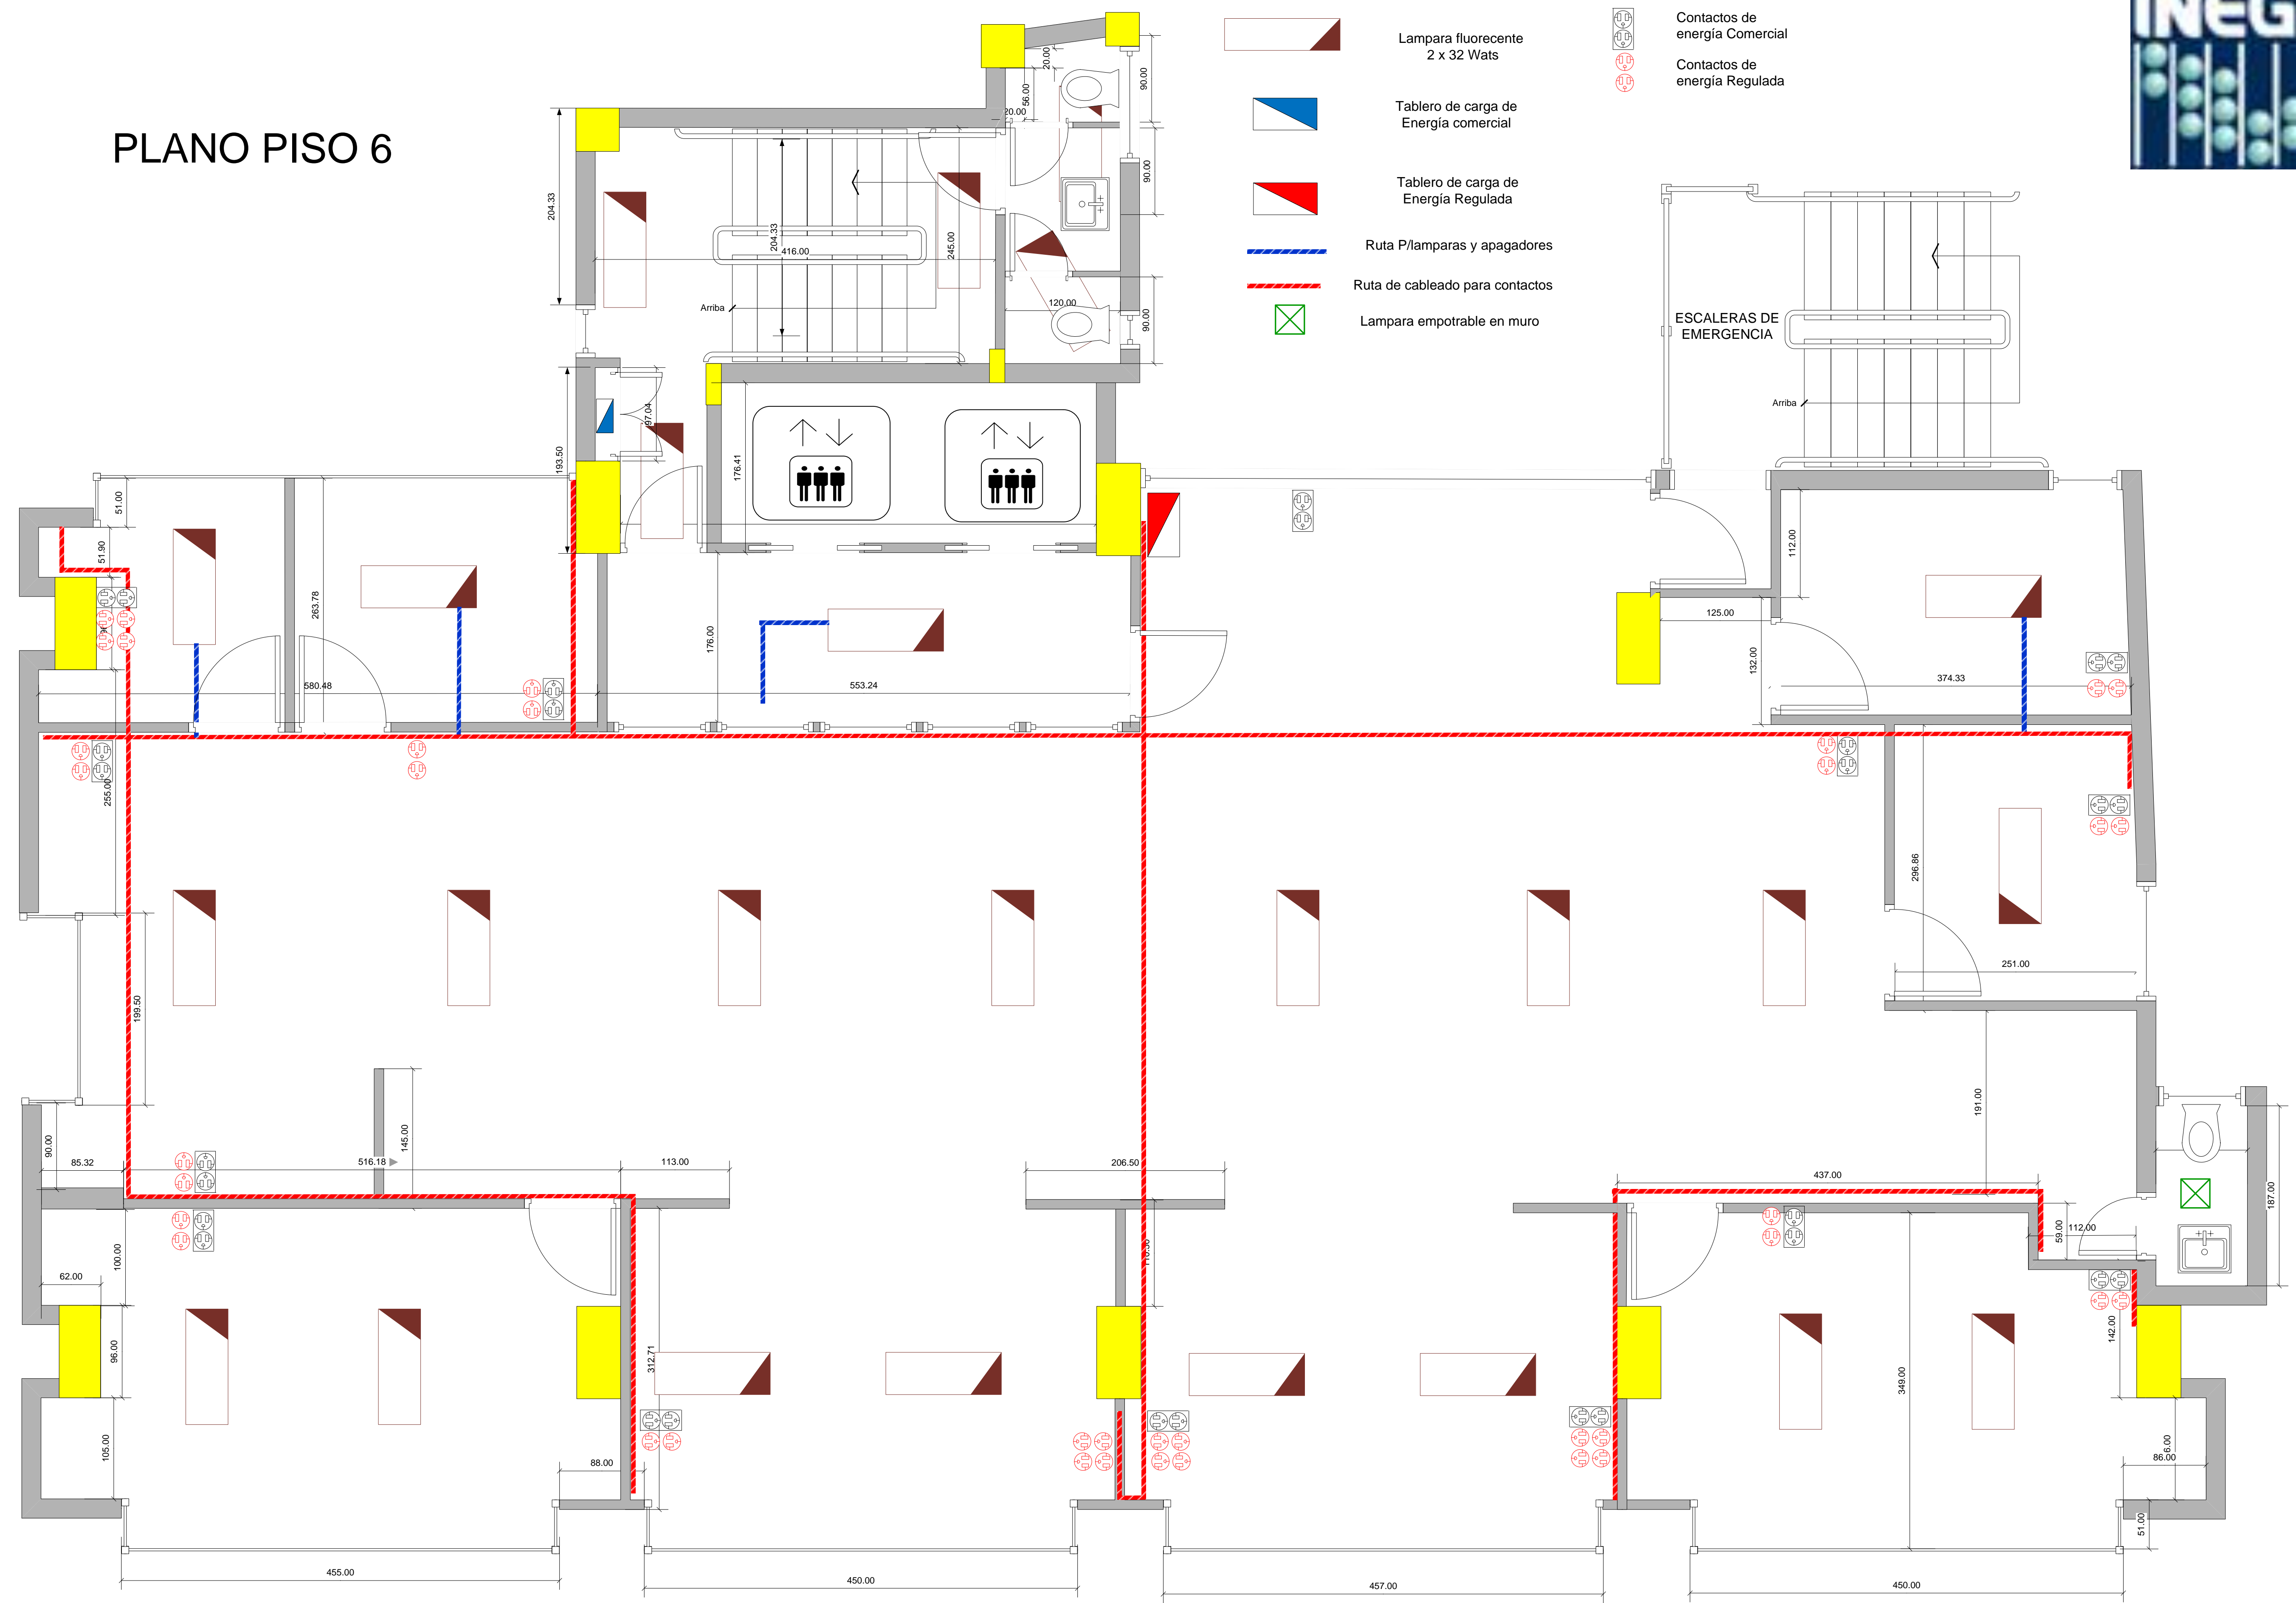 INEG
Contactos de
energía Comercial
Lampara fluorecente
2 x 32 Wats
Contactos de
energía Regulada
Tablero de carga de
Energía comercial
PLANO PISO 6
Tablero de carga de
Energía Regulada
Ruta P/lamparas y apagadores
Ruta de cableado para contactos
Lampara empotrable en muro
ESCALERAS DE
EMERGENCIA
Arriba
Arriba
20.00
56.00
20.00
90.00
90.00
90.00
204.33
204.33
416.00
245.00
120.00
97.04
193.50
176.41
51.00
51.90
263.78
176.00
112.00
125.00
132.00
580.48
553.24
374.33
255.00
296.86
251.00
199.50
191.00
90.00
145.00
85.32
516.18
113.00
206.50
437.00
187.00
59.00
112.00
100.00
62.00
96.00
312.71
142.00
349.00
105.00
88.00
86.00
51.00
455.00
450.00
457.00
450.00